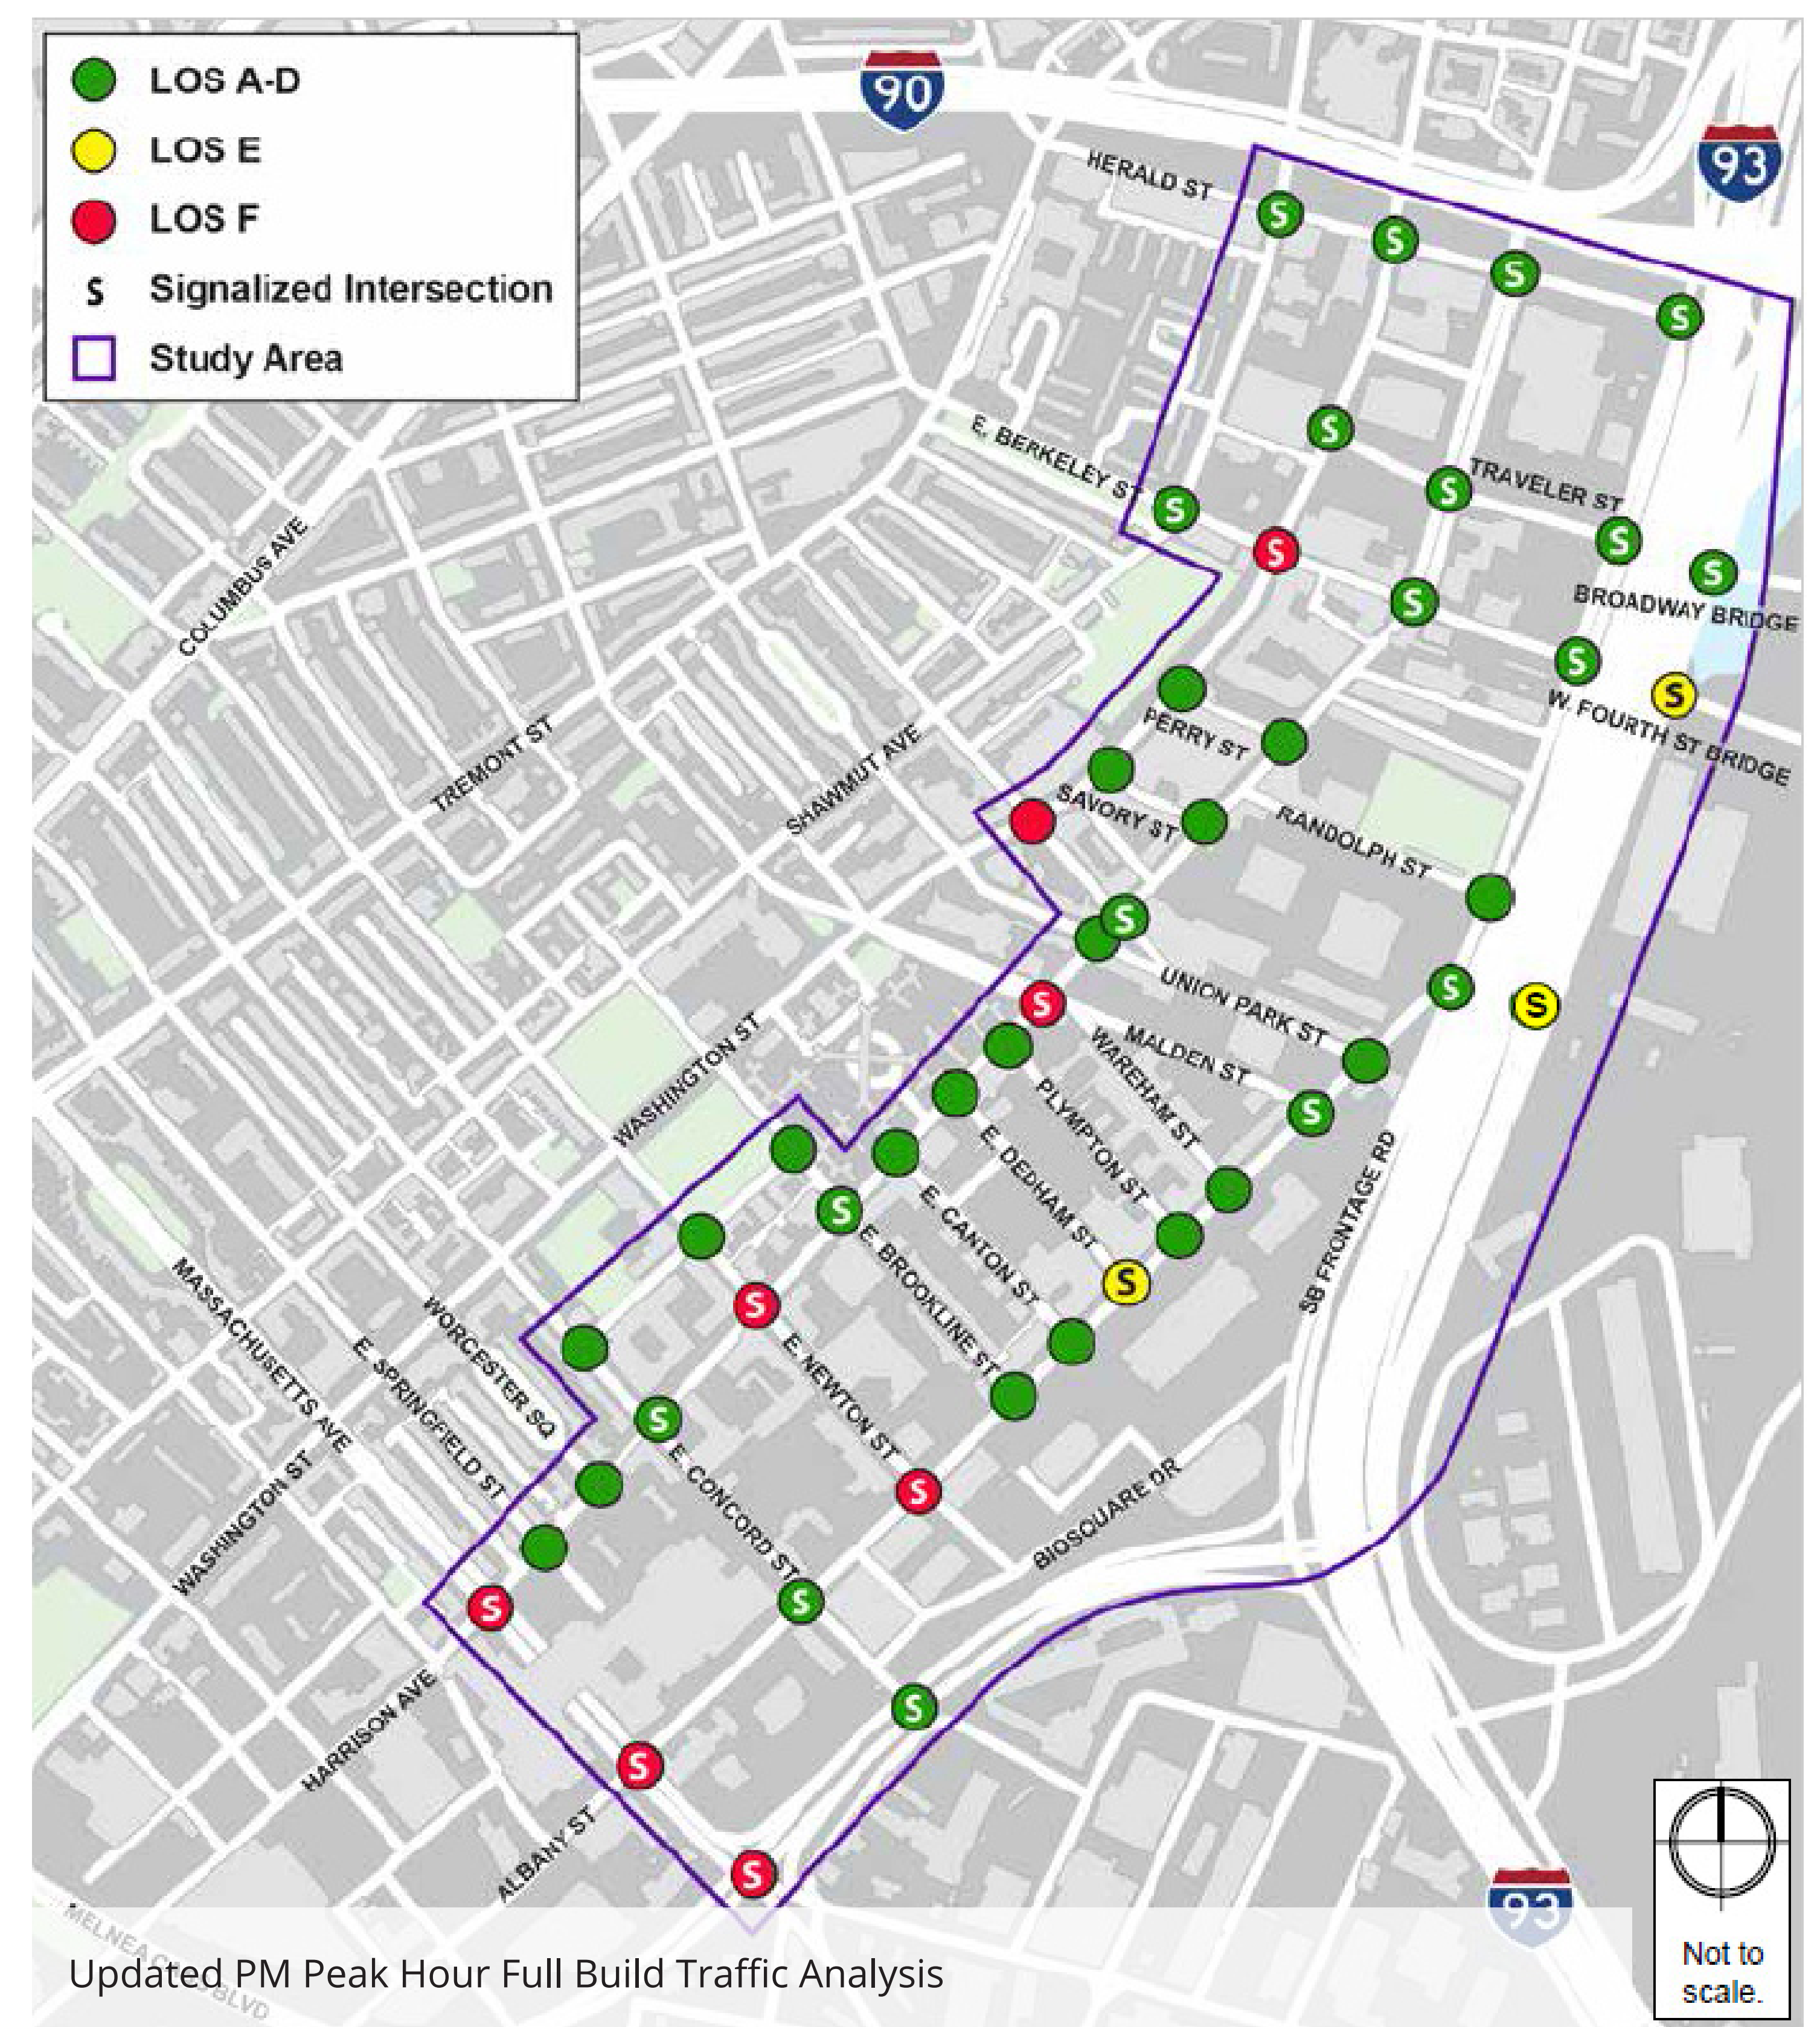 LOS A-D
LOS E
LOS F
S Signalized Intersection
Study Area
90
93
HERALD ST
S
S
S
S
E. BERKELEY ST
S
S
TRAVELER ST
S
S
S
S
BROADWAY BRIDGE
S
S
S
W. FOURTH ST BRIDGE
COLUMBUS AVE
TREMONT ST
SHAWMUT AVE
PERRY ST
SAVORY ST
RANDOLPH ST
S
S
S
S
UNION PARK ST
MALDEN ST
WAREHAM ST
S
PLYMPTON ST
WASHINGTON ST
E. DEDHAM ST
S
E. CANTON ST
S
E. BROOKLINE ST
SB FRONTAGE RD
S
E. NEWTON ST
S
MASSACHUSETTS AVE
WORCESTER SQ
E. SPRINGFIELD ST
S
E. CONCORD ST
BIOSQUARE DR
WASHINGTON ST
S
S
S
HARRISON AVE
S
ALBANY ST
S
93
MELNEA CASS BLVD
Updated PM Peak Hour Full Build Traffic Analysis
Not to
scale.